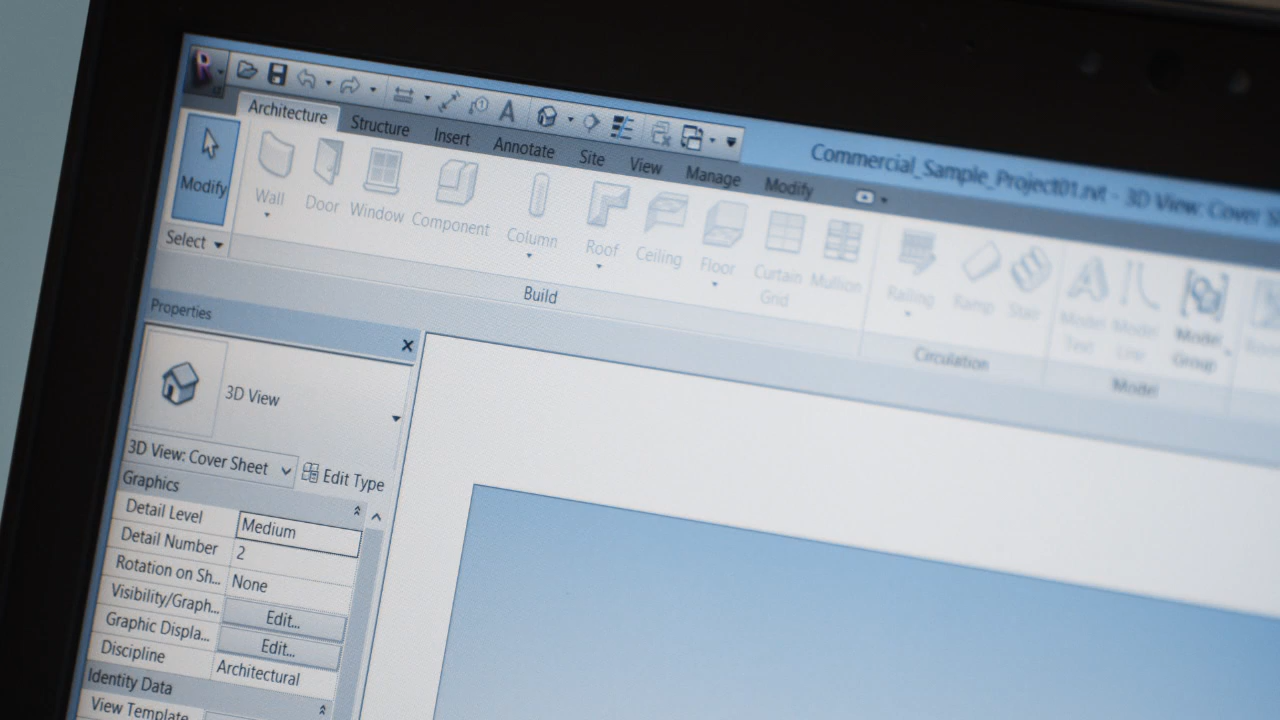 Commercial_Sample_Project01.rvt - 3D View: Cover S
Architecture Structure Insert Annotate Site View Manage Modify
Modify Wall Door Window Component Column Roof Ceiling Floor Curtain Grid Mullion Railing Ramp Stair Model Text Model Line Model Group
Select Build Circulation Model
Properties
3D View
3D View: Cover Sheet Edit Type
Graphics
Detail Level Medium
Detail Number 2
Rotation on Sh... None
Visibility/Graph... Edit...
Graphic Displa... Edit...
Discipline Architectural
Identity Data
View Template